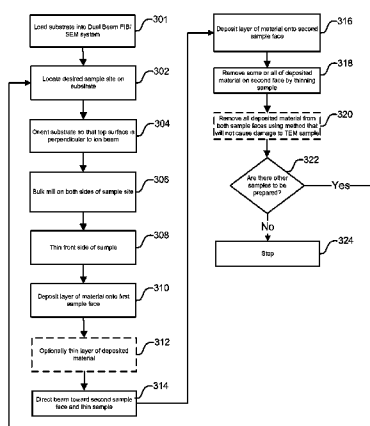 Load substrate into Dual Beam FIB/
SEM system
301
Locate desired sample site on
substrate
302
Orient substrate so that top surface is
perpendicular to ion beam
304
Bulk mill on both sides of sample site
306
Thin front side of sample
308
Deposit layer of material onto first
sample face
310
Optionally thin layer of deposited
material
312
Direct beam toward second sample
face and thin sample
314
Deposit layer of material onto second
sample face
316
Remove some or all of deposited
material on second face by thinning
sample
318
Remove all deposited material from
both sample faces using method that
will not cause damage to TEM sample
320
Are there other
samples to be
prepared?
322
Yes
No
Stop
324